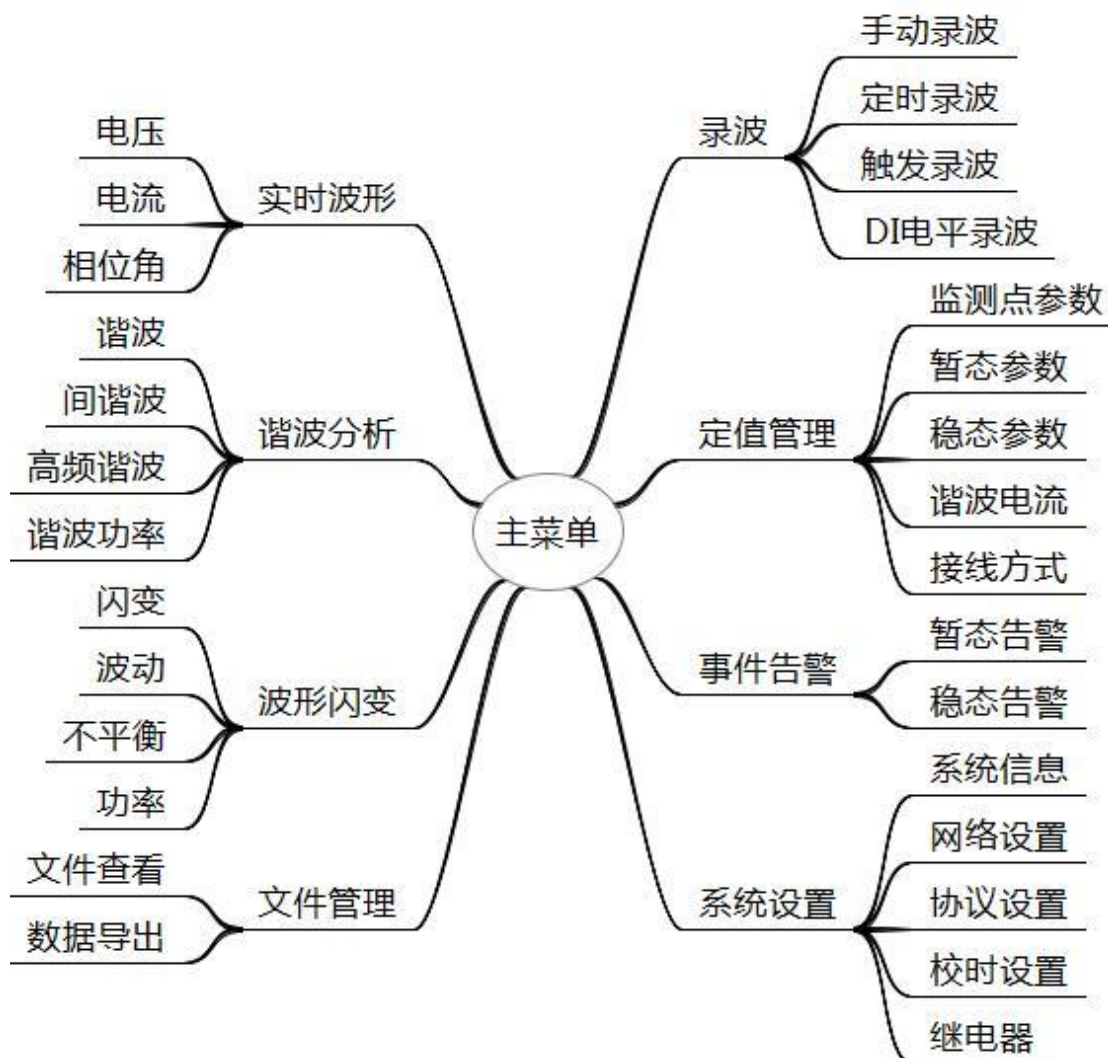 主菜单
实时波形
电压
电流
相位角
谐波分析
谐波
间谐波
高频谐波
谐波功率
波形闪变
闪变
波动
不平衡
功率
文件管理
文件查看
数据导出
录波
手动录波
定时录波
触发录波
DI电平录波
定值管理
监测点参数
暂态参数
稳态参数
谐波电流
接线方式
事件告警
暂态告警
稳态告警
系统设置
系统信息
网络设置
协议设置
校时设置
继电器